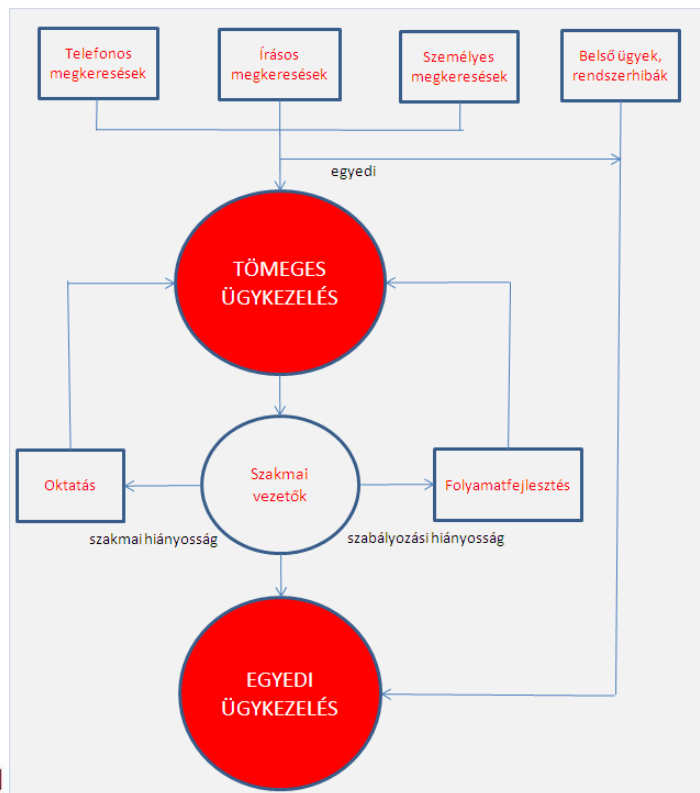 Telefonos
megkeresések
Írásos
megkeresések
Személyes
megkeresések
Belső ügyek,
rendszerhibák
egyedi
TÖMEGES
ÜGYKEZELÉS
Oktatás
Szakmai
vezetők
Folyamatfejlesztés
szakmai hiányosság
szabályozási hiányosság
EGYEDI
ÜGYKEZELÉS